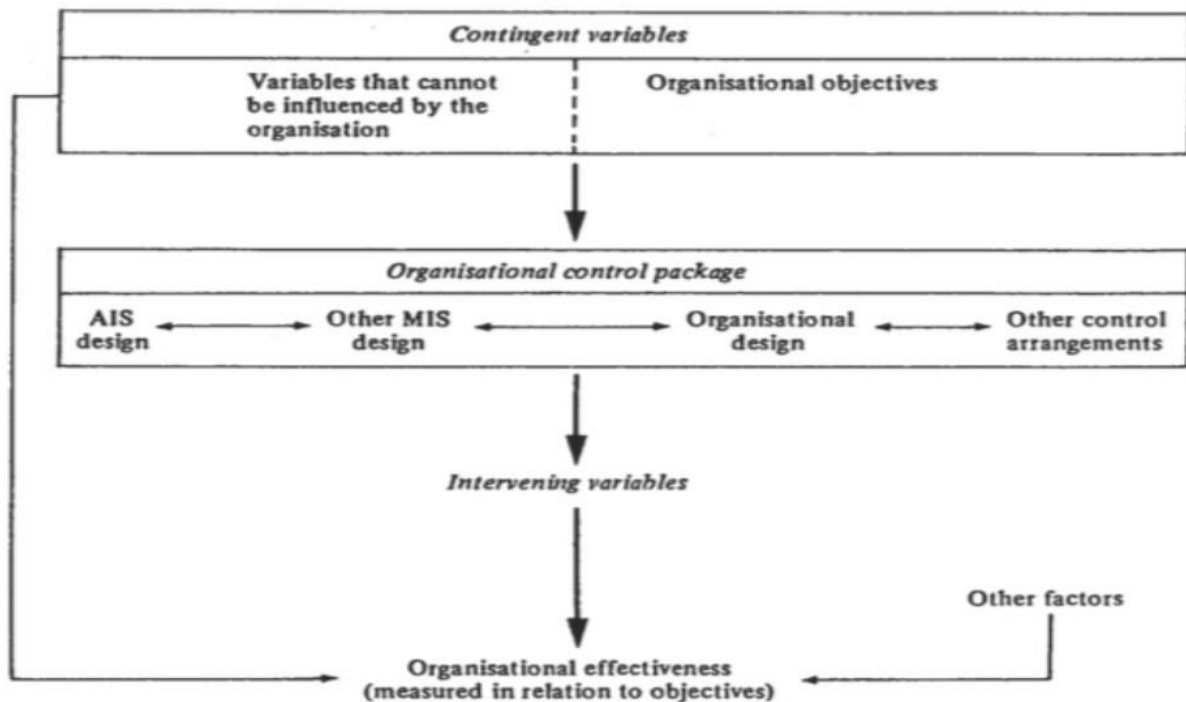 Contingent variables
Variables that cannot
be influenced by the
organisation
Organisational objectives
Organisational control package
AIS
design
Other MIS
design
Organisational
design
Other control
arrangements
Intervening variables
Other factors
Organisational effectiveness
(measured in relation to objectives)